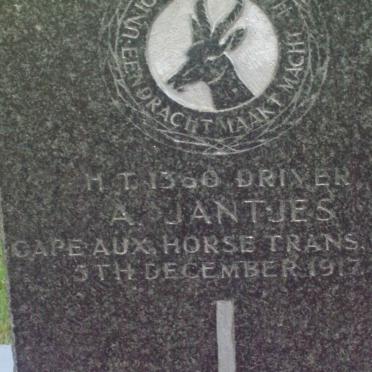 EENDRACHT MAAKT MACHT
H.T. 1360 DRIVER
A. JANTJES
CAPE AUX. HORSE TRANS.
5TH DECEMBER 1917